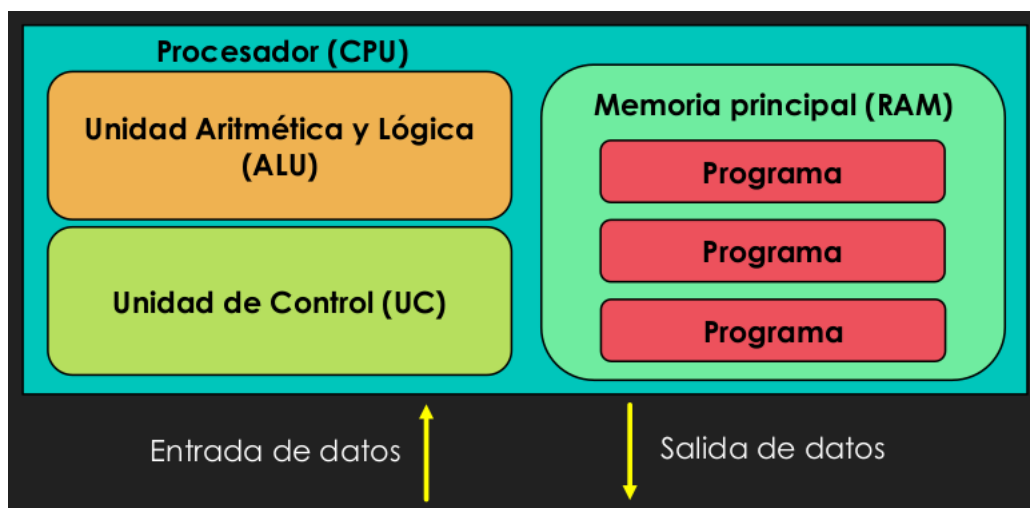 Procesador (CPU)
Unidad Aritmética y Lógica
(ALU)
Unidad de Control (UC)
Memoria principal (RAM)
Programa
Programa
Programa
Entrada de datos
Salida de datos